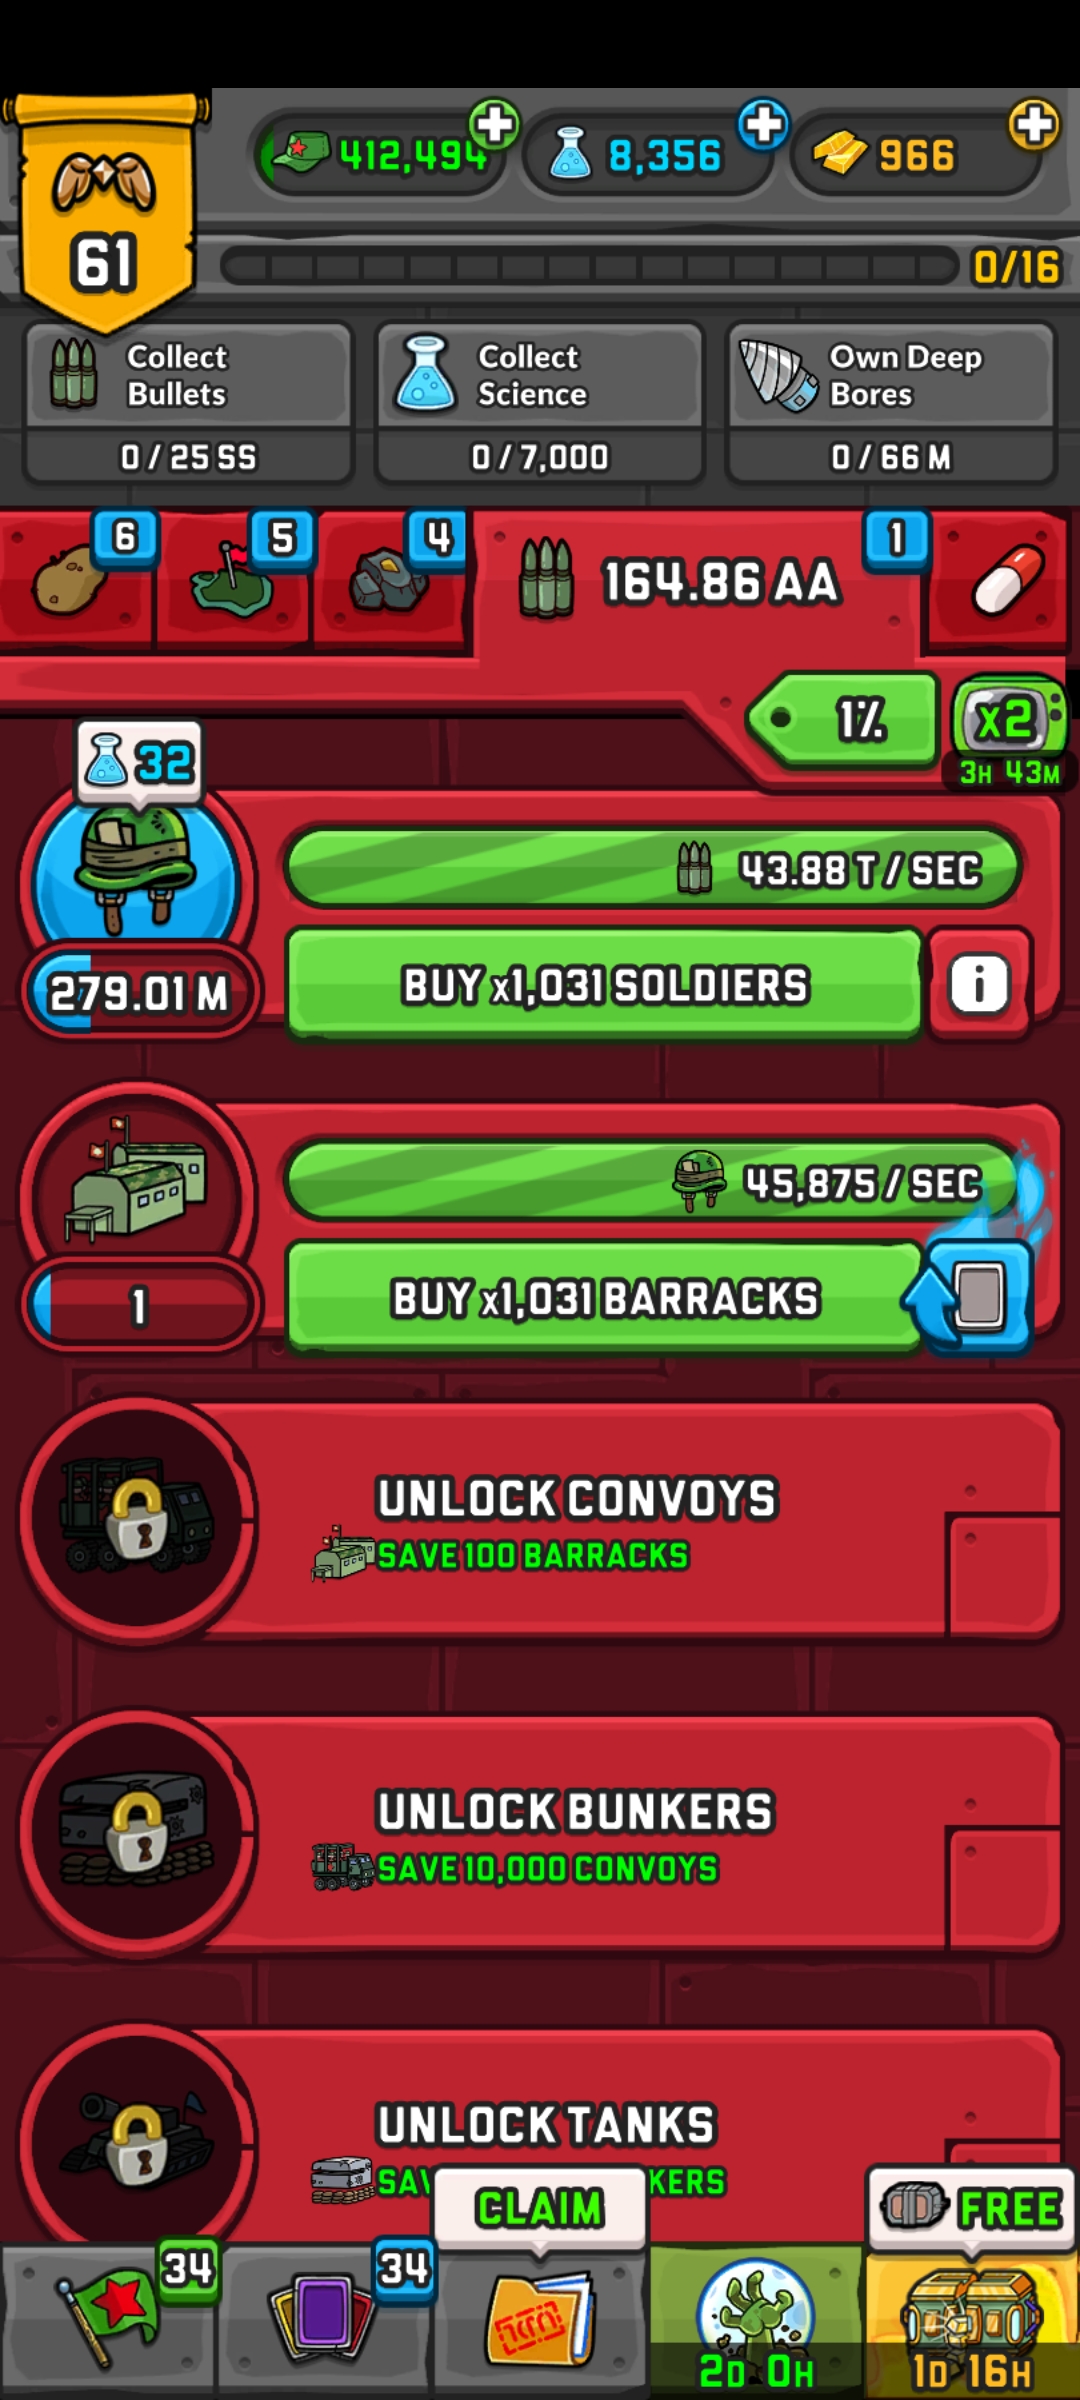 61
412,494
8,356
966
0/16
Collect
Bullets
0 / 25 SS
Collect
Science
0 / 7,000
Own Deep
Bores
0 / 66 M
6
5
4
164.86 AA
1
1%
x2
3H 43M
32
43.88 T / SEC
279.01 M
BUY x1,031 SOLDIERS
i
45,875 / SEC
1
BUY x1,031 BARRACKS
UNLOCK CONVOYS
SAVE 100 BARRACKS
UNLOCK BUNKERS
SAVE 10,000 CONVOYS
UNLOCK TANKS
CLAIM
FREE
34
34
2D 0H
1D 16H